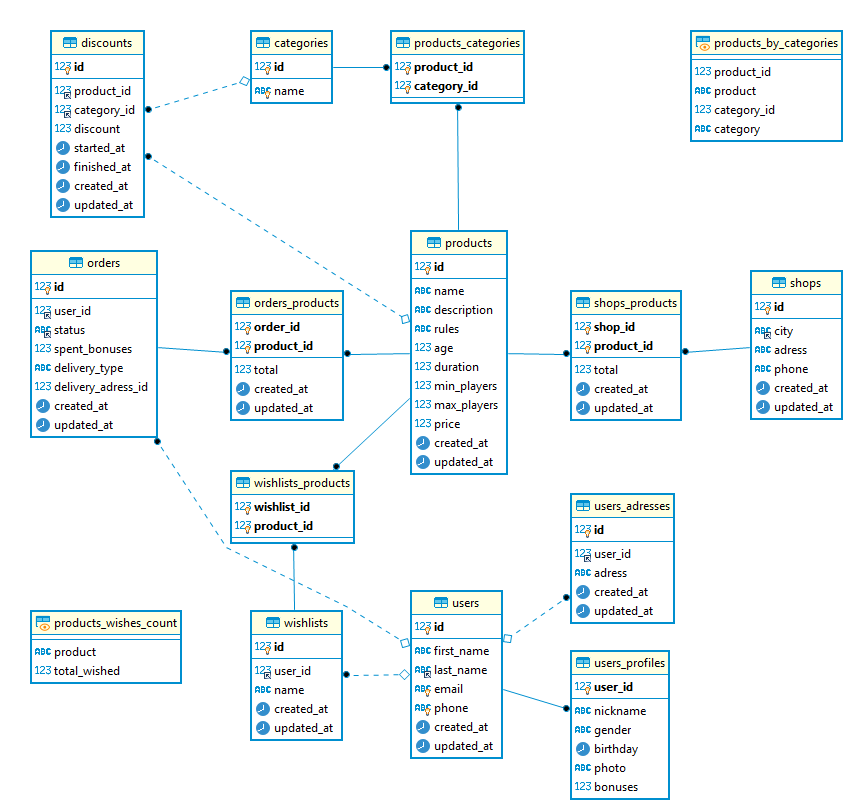 discounts
123 id
123 product_id
123 category_id
123 discount
started_at
finished_at
created_at
updated_at
categories
123 id
ABC name
products_categories
123 product_id
123 category_id
products_by_categories
123 product_id
ABC product
123 category_id
ABC category
orders
123 id
123 user_id
ABC status
123 spent_bonuses
ABC delivery_type
123 delivery_adress_id
created_at
updated_at
orders_products
123 order_id
123 product_id
123 total
created_at
updated_at
products
123 id
ABC name
ABC description
ABC rules
123 age
123 duration
123 min_players
123 max_players
123 price
created_at
updated_at
shops_products
123 shop_id
123 product_id
123 total
created_at
updated_at
shops
123 id
ABC city
ABC adress
ABC phone
created_at
updated_at
wishlists_products
123 wishlist_id
123 product_id
users_adresses
123 id
123 user_id
ABC adress
created_at
updated_at
products_wishes_count
ABC product
123 total_wished
wishlists
123 id
123 user_id
ABC name
created_at
updated_at
users
123 id
ABC first_name
ABC last_name
ABC email
ABC phone
created_at
updated_at
users_profiles
123 user_id
ABC nickname
ABC gender
birthday
ABC photo
123 bonuses